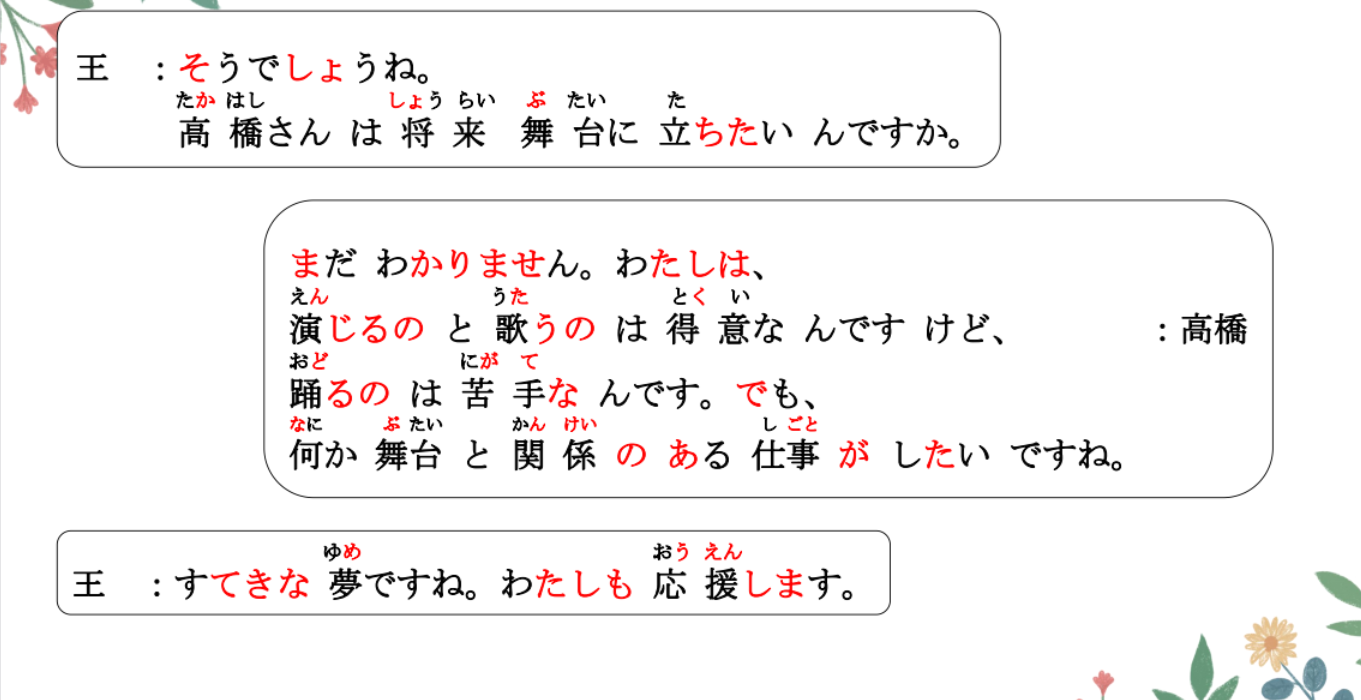 王　：そうでしょうね。
たか はし しょう らい ぶ たい た
高 橋さん は 将 来 舞 台に 立ちたい んですか。
まだ わかりません。わたしは、
えん うた とく い
演じるの と 歌うの は 得 意な んです けど、 ：高橋
おど にが て
踊るの は 苦 手な んです。でも、
なに ぶ たい かん けい し ごと
何か 舞台 と 関 係 の ある 仕事 が したい ですね。
ゆめ おう えん
王　：すてきな 夢ですね。わたしも 応 援します。